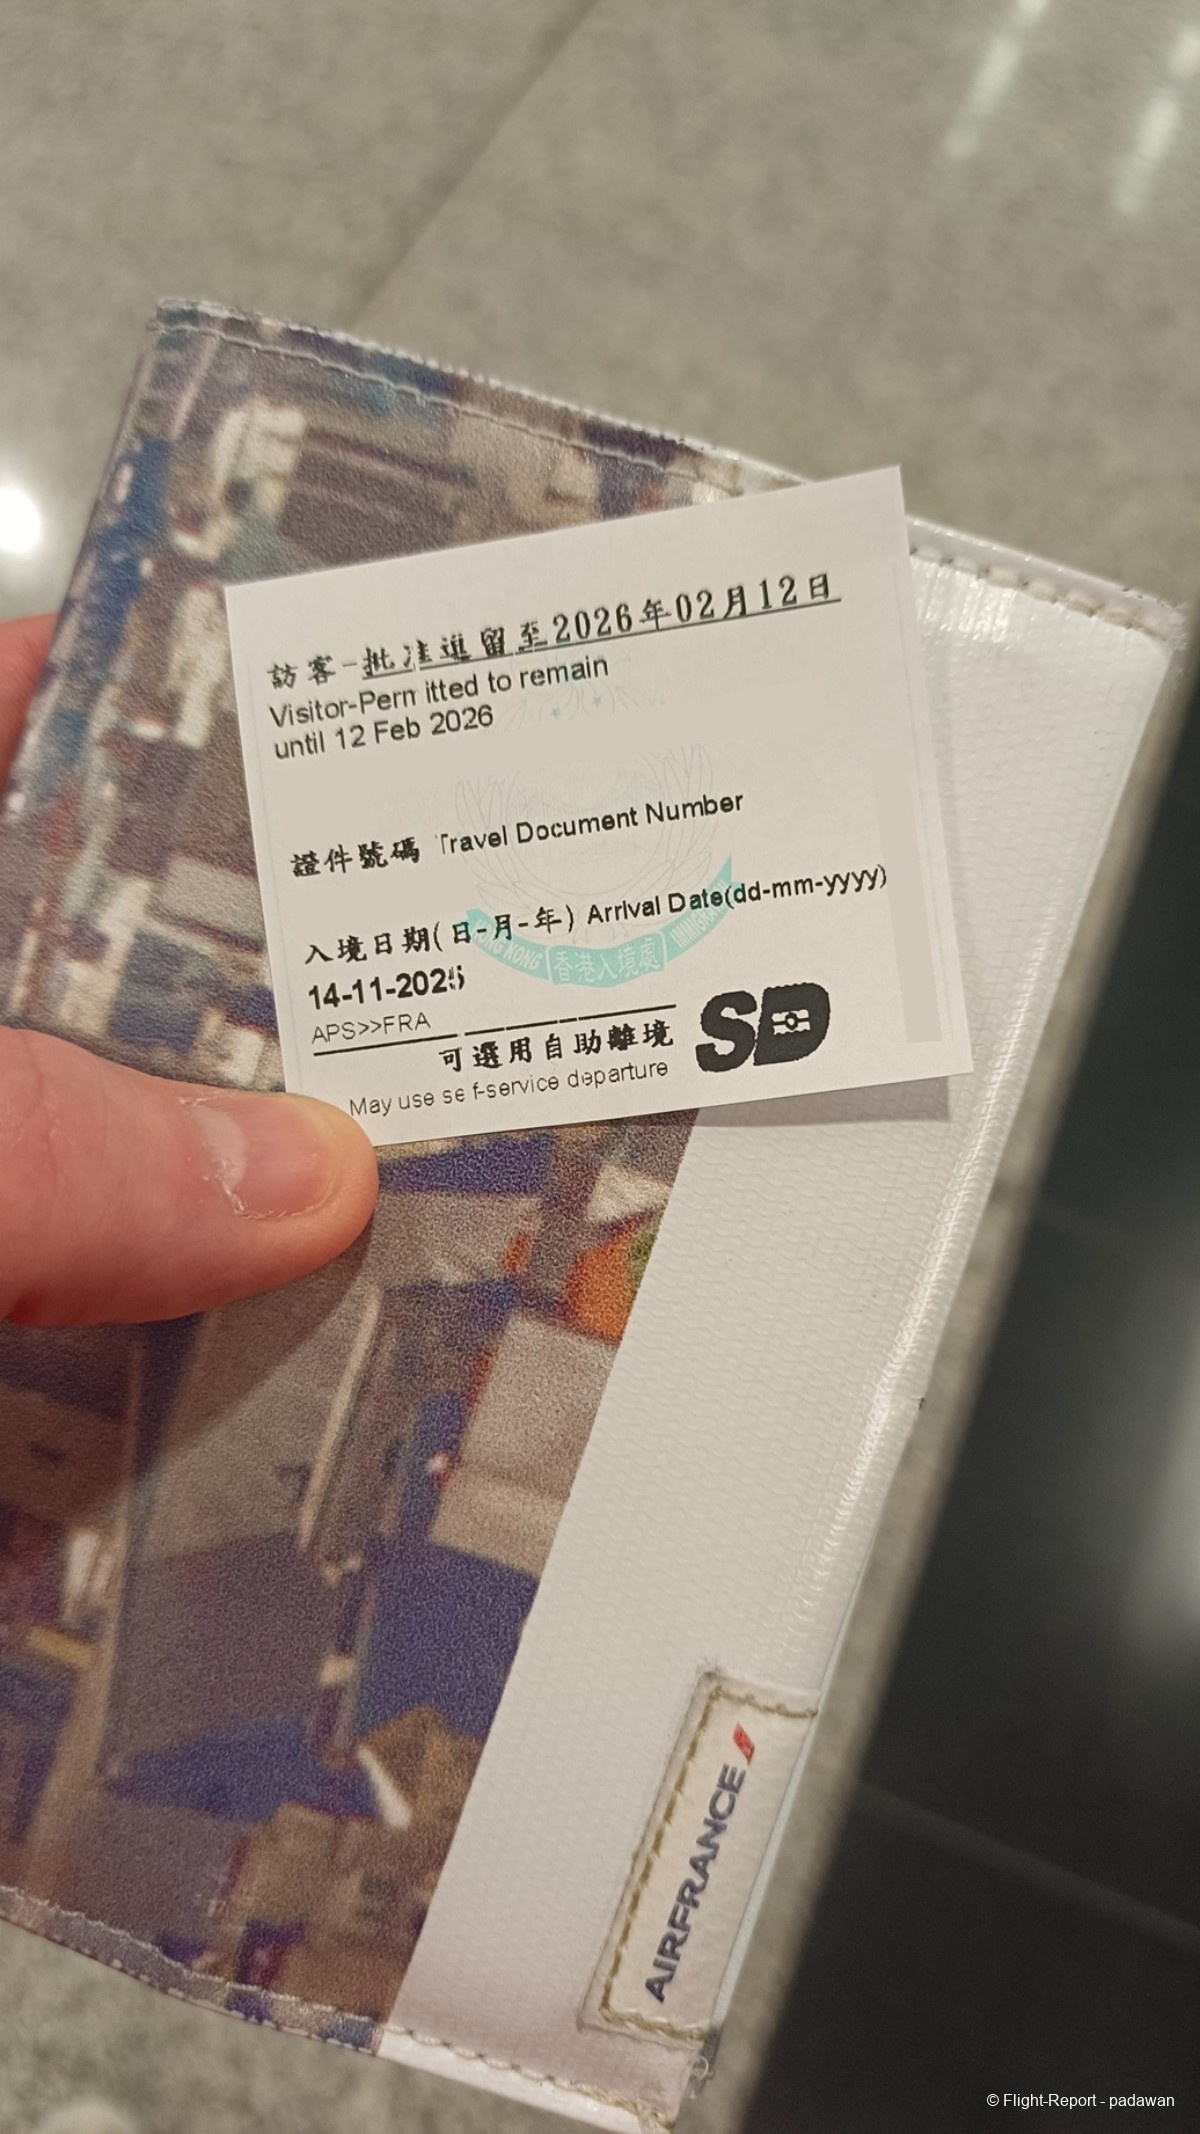 訪客-批准逗留至2026年02月12日
Visitor-Permitted to remain
until 12 Feb 2026
證件號碼 Travel Document Number
入境日期(日-月-年) Arrival Date(dd-mm-yyyy)
14-11-2025
APS>>FRA
可選用自助離境
May use self-service departure
SD
HONG KONG 香港入境處 IMMIGRATION
AIRFRANCE
© Flight-Report - padawan